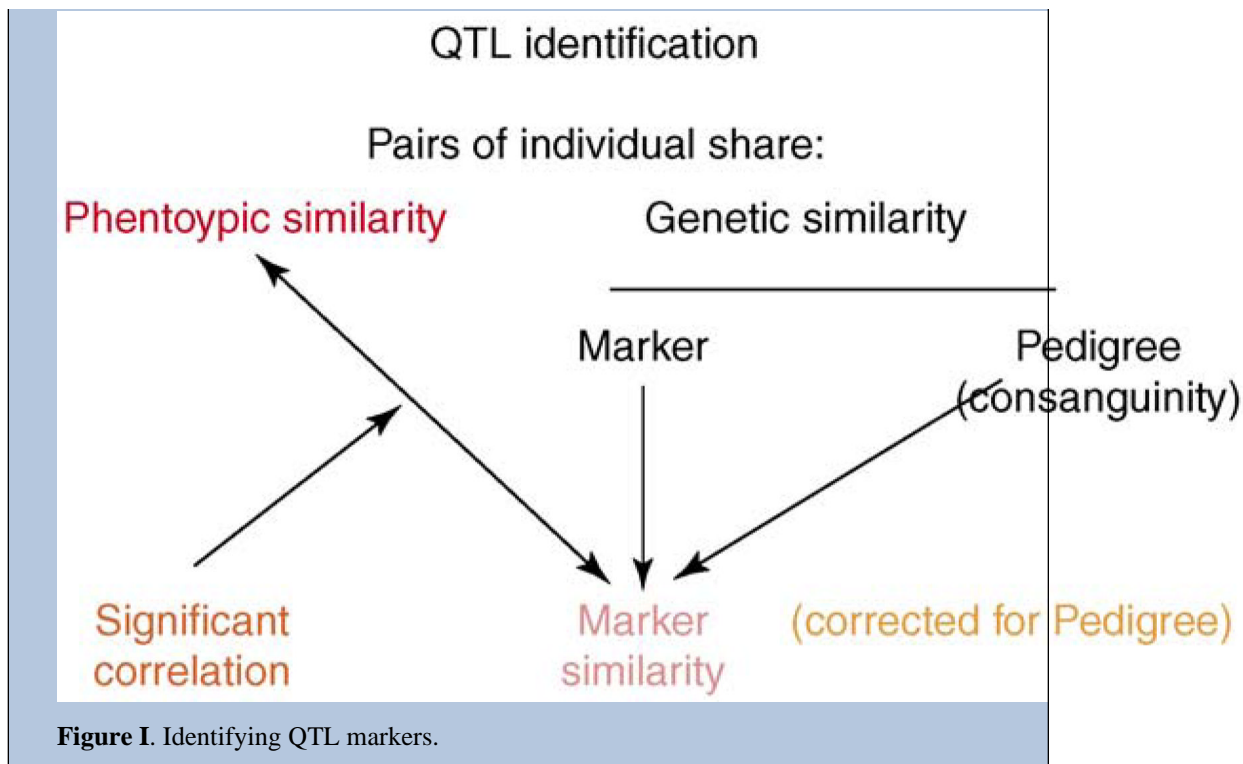 QTL identification
Pairs of individual share:
Phentoypic similarity
Genetic similarity
Marker
Pedigree
(consanguinity)
Significant
correlation
Marker
similarity
(corrected for Pedigree)
Figure I. Identifying QTL markers.